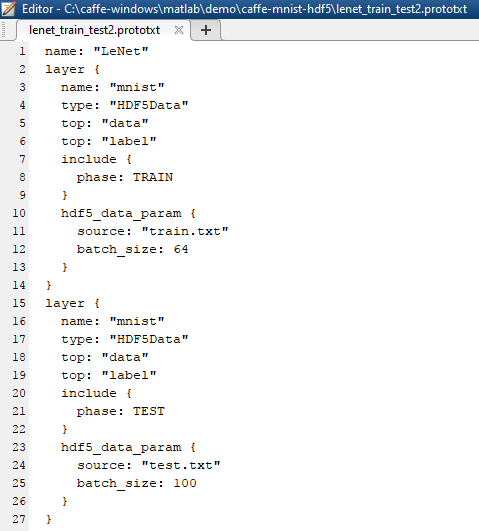 Editor - C:\caffe-windows\matlab\demo\caffe-mnist-hdf5\lenet_train_test2.prototxt
lenet_train_test2.prototxt
1 name: "LeNet"
2 layer {
3   name: "mnist"
4   type: "HDF5Data"
5   top: "data"
6   top: "label"
7   include {
8     phase: TRAIN
9   }
10   hdf5_data_param {
11     source: "train.txt"
12     batch_size: 64
13   }
14 }
15 layer {
16   name: "mnist"
17   type: "HDF5Data"
18   top: "data"
19   top: "label"
20   include {
21     phase: TEST
22   }
23   hdf5_data_param {
24     source: "test.txt"
25     batch_size: 100
26   }
27 }